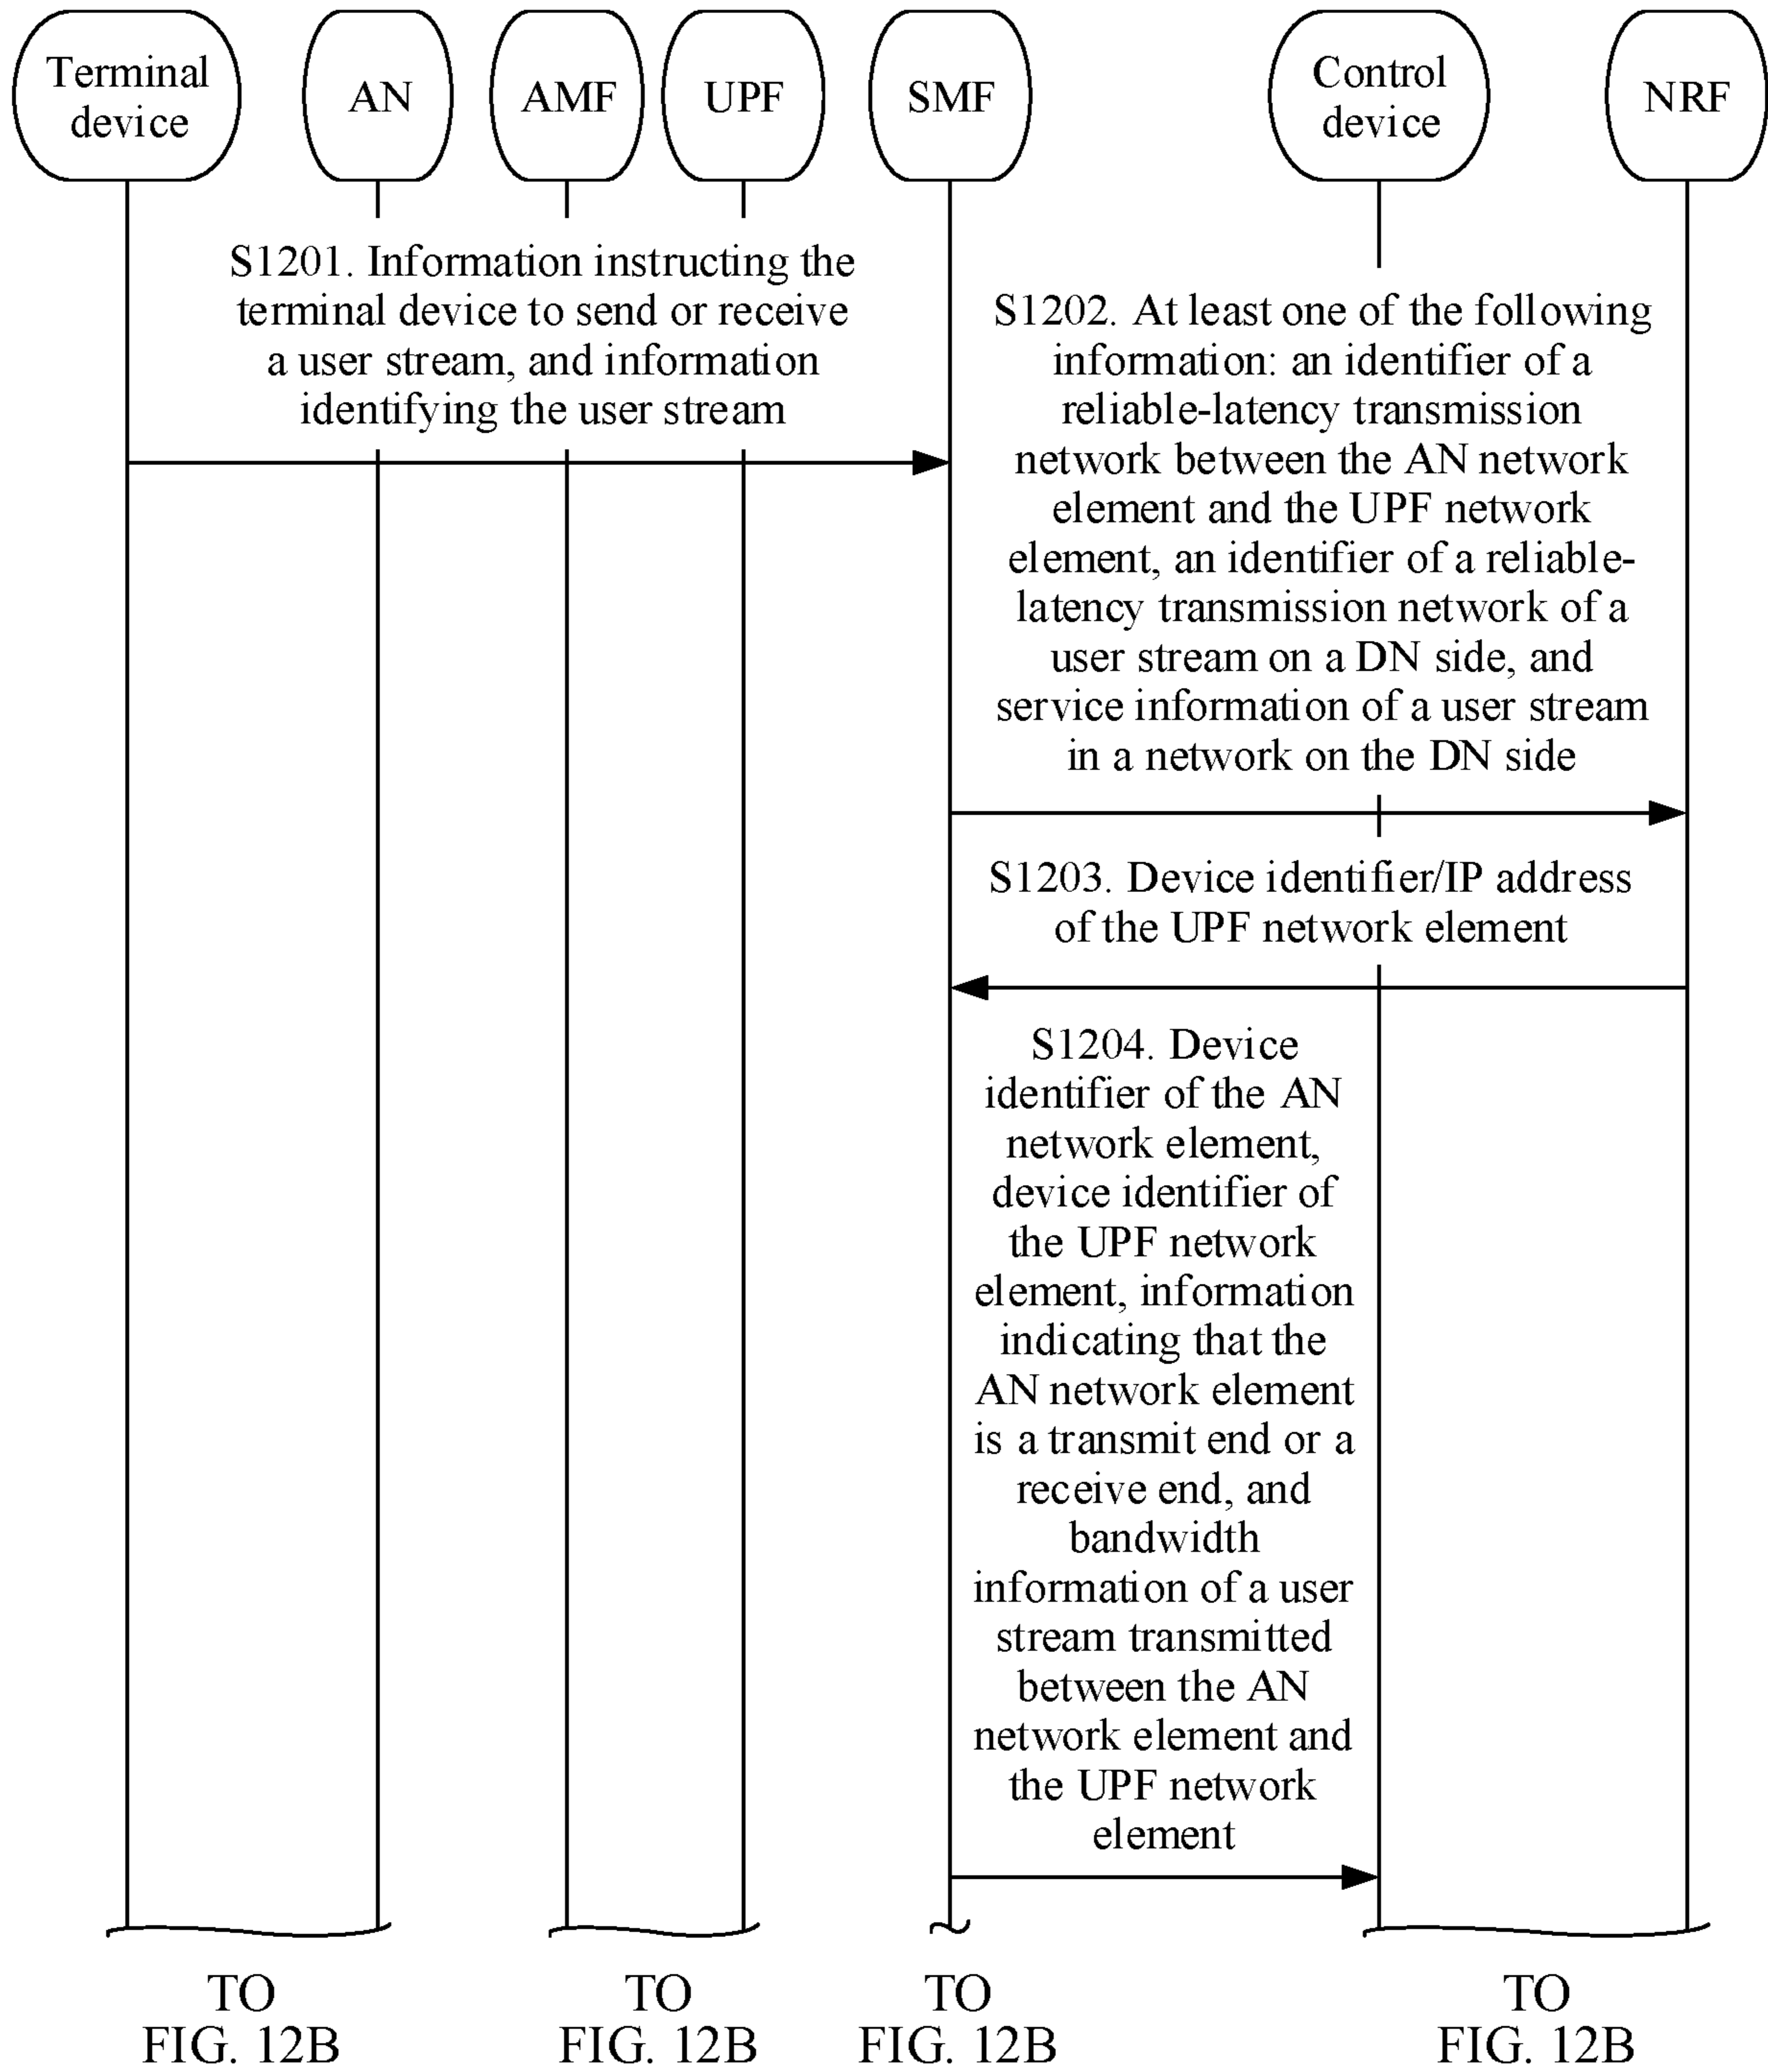 Terminal
device
AN
AMF
UPF
SMF
Control
device
NRF
S1201. Information instructing the
terminal device to send or receive
a user stream, and information
identifying the user stream
S1202. At least one of the following
information: an identifier of a
reliable-latency transmission
network between the AN network
element and the UPF network
element, an identifier of a reliable-
latency transmission network of a
user stream on a DN side, and
service information of a user stream
in a network on the DN side
S1203. Device identifier/IP address
of the UPF network element
S1204. Device
identifier of the AN
network element,
device identifier of
the UPF network
element, information
indicating that the
AN network element
is a transmit end or a
receive end, and
bandwidth
information of a user
stream transmitted
between the AN
network element and
the UPF network
element
TO
FIG. 12B
TO
FIG. 12B
TO
FIG. 12B
TO
FIG. 12B